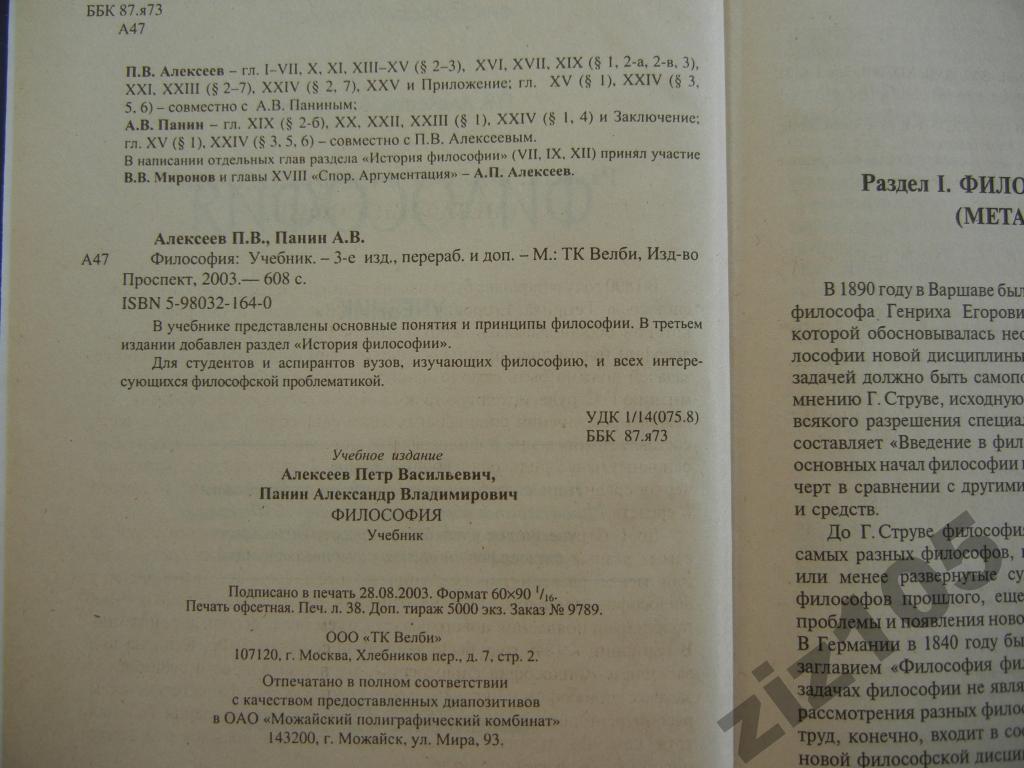 ББК 87.я73
А47
П.В. Алексеев – гл. I–VII, X, XI, XIII–XV (§ 2–3), XVI, XVII, XIX (§ 1, 2-а, 2-в, 3),
XXI, XXIII (§ 2–7), XXIV (§ 2, 7), XXV и Приложение; гл. XV (§ 1), XXIV (§ 3,
5, 6) – совместно с А.В. Паниным;
А.В. Панин – гл. XIX (§ 2-б), XX, XXII, XXIII (§ 1), XXIV (§ 1, 4) и Заключение;
гл. XV (§ 1), XXIV (§ 3, 5, 6) – совместно с П.В. Алексеевым.
В написании отдельных глав раздела «История философии» (VII, IX, XII) принял участие
В.В. Миронов и главы XVIII «Спор. Аргументация» – А.П. Алексеев.
Алексеев П.В., Панин А.В.
А47 Философия: Учебник. – 3-е изд., перераб. и доп. – М.: ТК Велби, Изд-во
Проспект, 2003.— 608 с.
ISBN 5-98032-164-0
В учебнике представлены основные понятия и принципы философии. В третьем
издании добавлен раздел «История философии».
Для студентов и аспирантов вузов, изучающих философию, и всех интере-
сующихся философской проблематикой.
УДК 1/14(075.8)
ББК 87.я73
Учебное издание
Алексеев Петр Васильевич,
Панин Александр Владимирович
ФИЛОСОФИЯ
Учебник
Подписано в печать 28.08.2003. Формат 60×90 1/16.
Печать офсетная. Печ. л. 38. Доп. тираж 5000 экз. Заказ № 9789.
ООО «ТК Велби»
107120, г. Москва, Хлебников пер., д. 7, стр. 2.
Отпечатано в полном соответствии
с качеством предоставленных диапозитивов
в ОАО «Можайский полиграфический комбинат»
143200, г. Можайск, ул. Мира, 93.
Раздел I. ФИЛО
(МЕТА
В 1890 году в Варшаве был
философа Генриха Егорови
которой обосновывалась нео
лософии новой дисциплины
задачей должно быть самопо
мнению Г. Струве, исходную
всякого разрешения специал
составляет «Введение в фил
основных начал философии
черт в сравнении с другими
и средств.
До Г. Струве философия
самых разных философов,
или менее развернутые су
философов прошлого, еще
проблемы и появления ново
В Германии в 1840 году бы
заглавием «Философия фи
задачах философии не явля
рассмотрения разных филос
труд, конечно, входит в со
новой философской дисци
ziz105